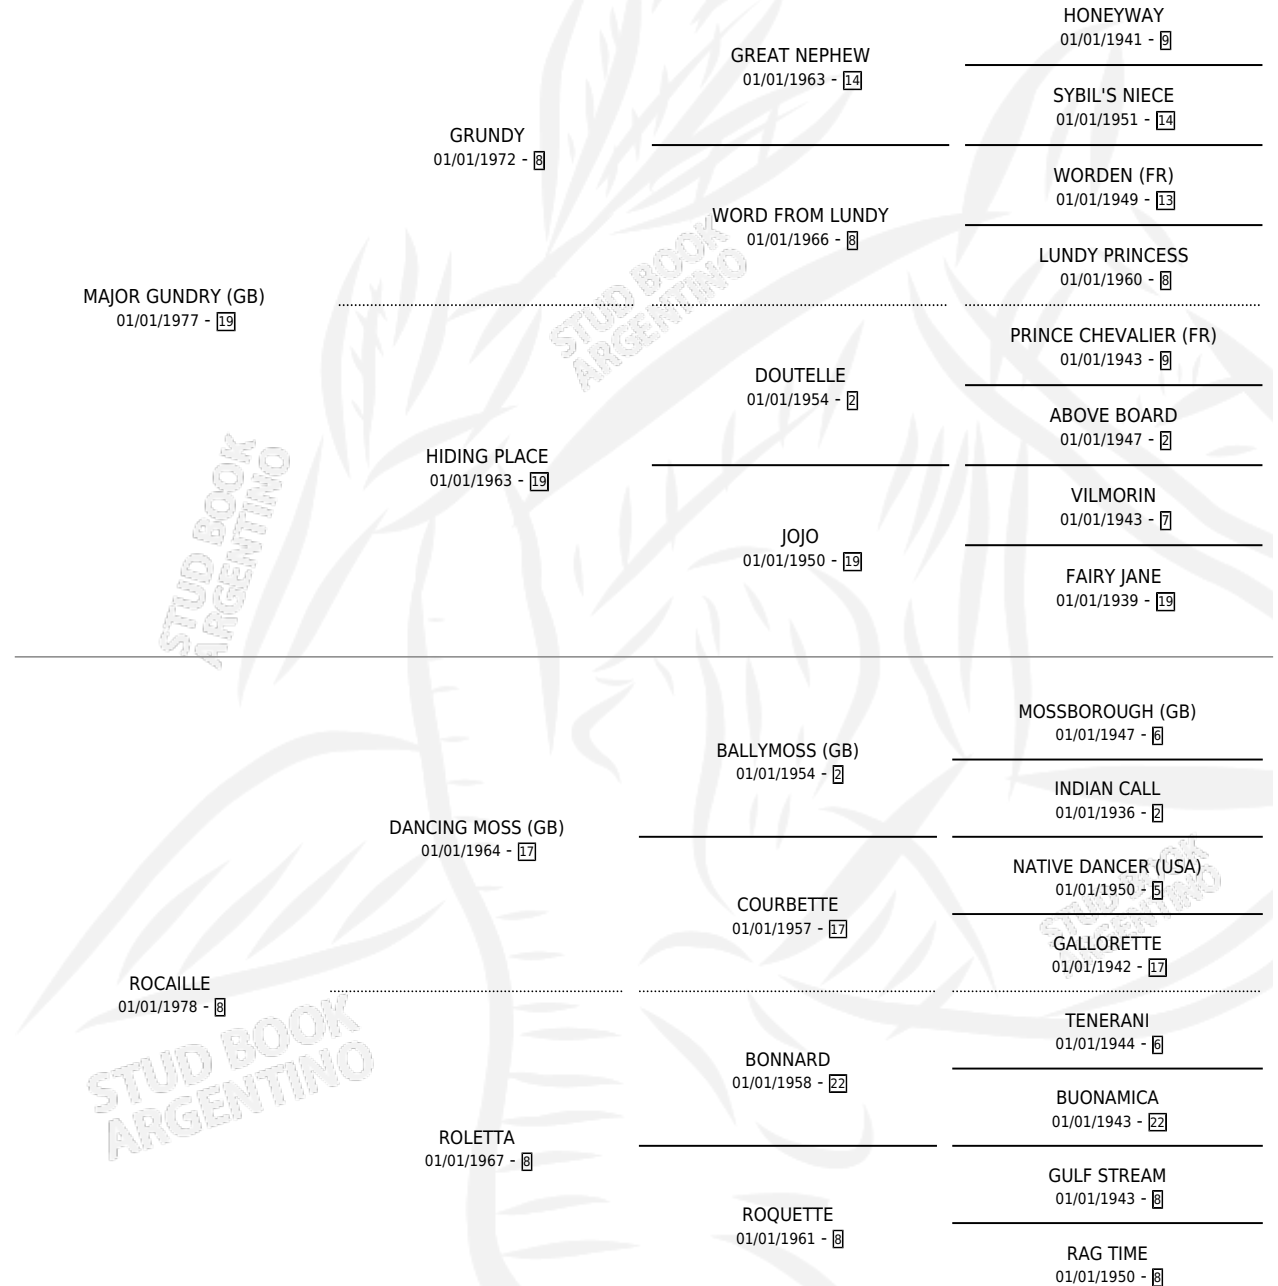 HONEYWAY
01/01/1941 - 9
GREAT NEPHEW
01/01/1963 - 14
SYBIL'S NIECE
01/01/1951 - 14
GRUNDY
01/01/1972 - 8
WORDEN (FR)
01/01/1949 - 13
WORD FROM LUNDY
01/01/1966 - 8
LUNDY PRINCESS
01/01/1960 - 8
MAJOR GUNDRY (GB)
01/01/1977 - 19
STUD BOOK
ARGENTINO
PRINCE CHEVALIER (FR)
01/01/1943 - 9
DOUTELLE
01/01/1954 - 2
ABOVE BOARD
01/01/1947 - 2
HIDING PLACE
01/01/1963 - 19
VILMORIN
01/01/1943 - 7
JOJO
01/01/1950 - 19
FAIRY JANE
01/01/1939 - 19
STUD BOOK
ARGENTINO
MOSSBOROUGH (GB)
01/01/1947 - 6
BALLYMOSS (GB)
01/01/1954 - 2
INDIAN CALL
01/01/1936 - 2
DANCING MOSS (GB)
01/01/1964 - 17
NATIVE DANCER (USA)
01/01/1950 - 5
COURBETTE
01/01/1957 - 17
GALLORETTE
01/01/1942 - 17
STUD BOOK
ARGENTINO
ROCAILLE
01/01/1978 - 8
TENERANI
01/01/1944 - 6
BONNARD
01/01/1958 - 22
BUONAMICA
01/01/1943 - 22
STUD BOOK
ARGENTINO
ROLETTA
01/01/1967 - 8
GULF STREAM
01/01/1943 - 8
ROQUETTE
01/01/1961 - 8
RAG TIME
01/01/1950 - 8